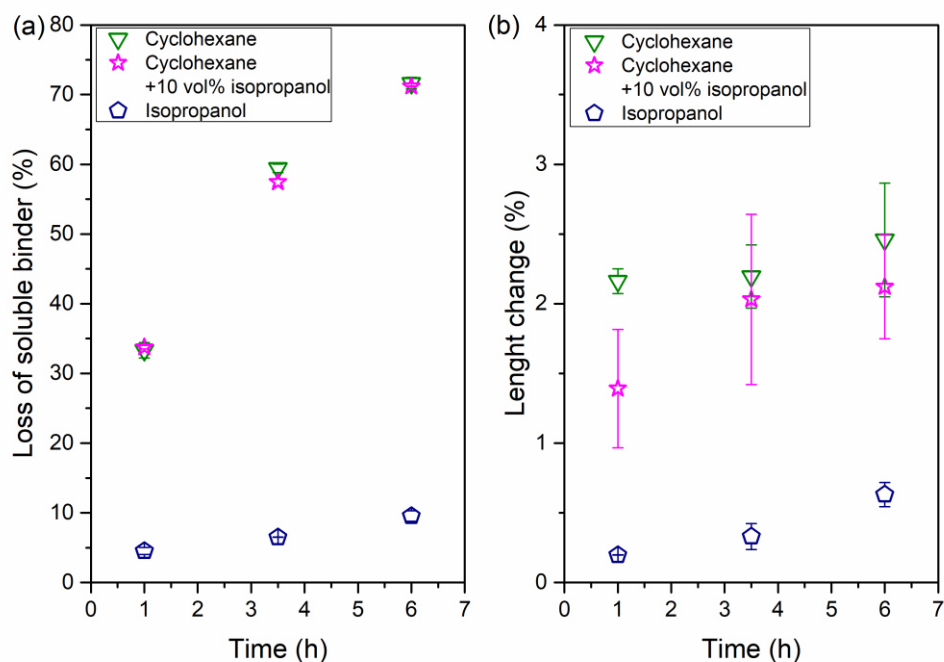 (a)
Cyclohexane
Cyclohexane
+10 vol% isopropanol
Isopropanol
Loss of soluble binder (%)
80
70
60
50
40
30
20
10
0
0 1 2 3 4 5 6 7
Time (h)
(b)
Cyclohexane
Cyclohexane
+10 vol% isopropanol
Isopropanol
Lenght change (%)
4
3
2
1
0
0 1 2 3 4 5 6 7
Time (h)